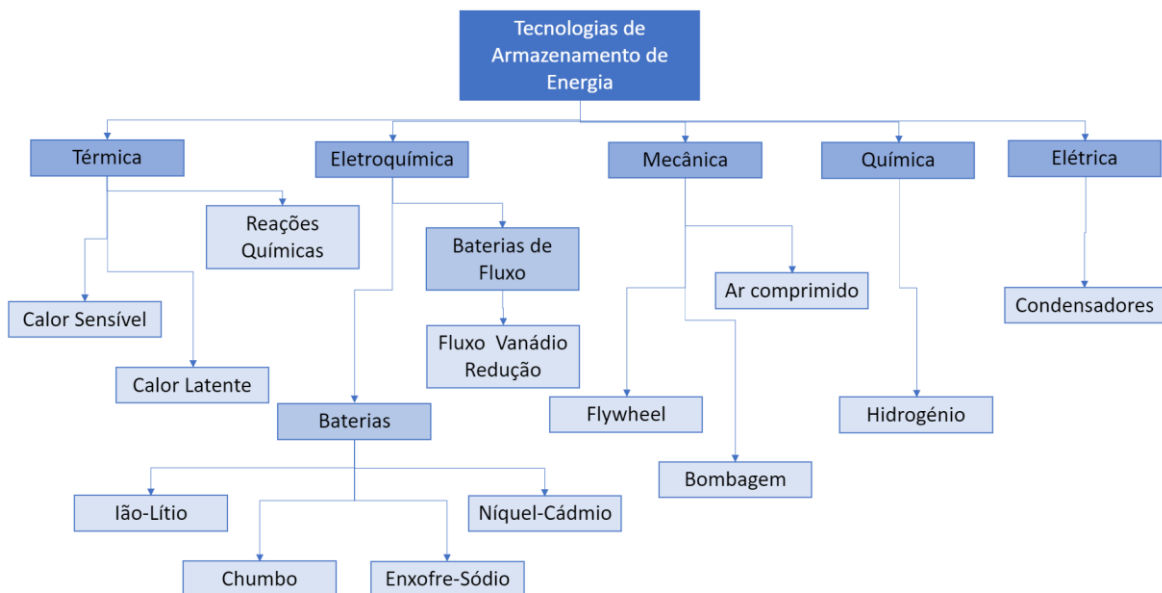 Tecnologias de
Armazenamento de
Energia
Térmica
Eletroquímica
Mecânica
Química
Elétrica
Reações
Químicas
Baterias de
Fluxo
Ar comprimido
Calor Sensível
Condensadores
Fluxo Vanádio
Redução
Calor Latente
Baterias
Flywheel
Hidrogénio
Bombagem
Ião-Lítio
Níquel-Cádmio
Chumbo
Enxofre-Sódio